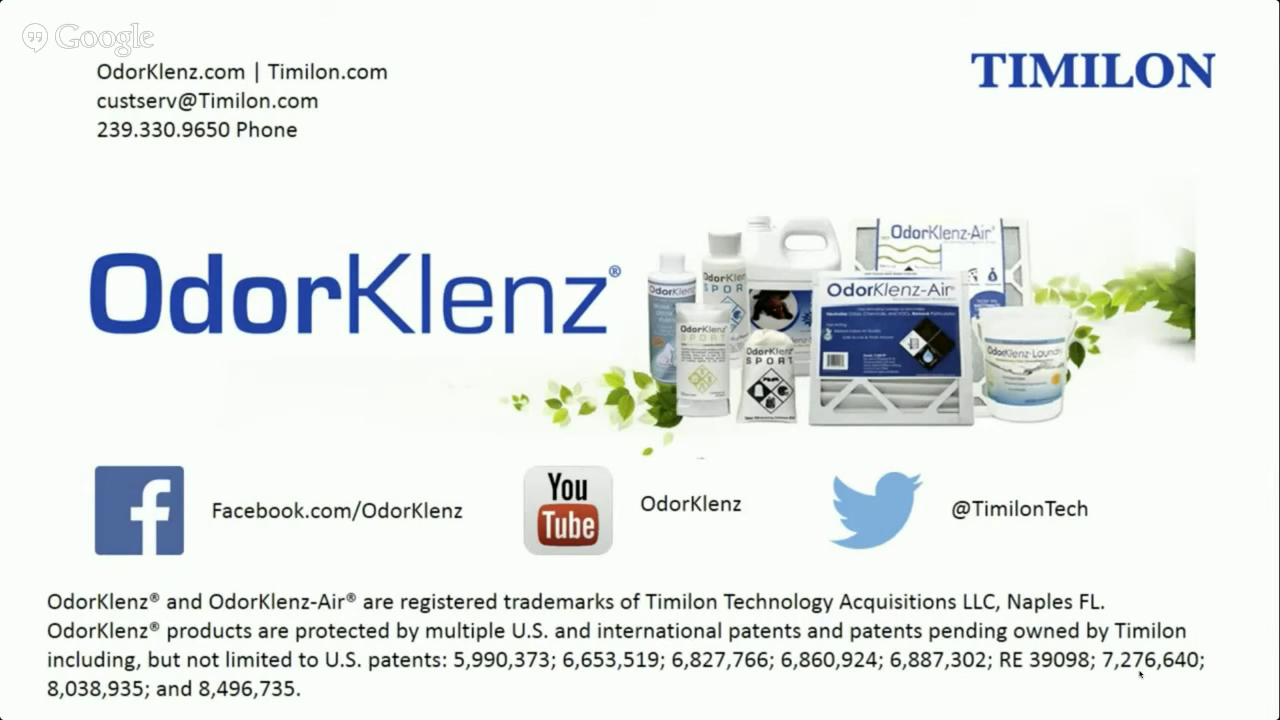 Google
OdorKlenz.com | Timilon.com
custserv@Timilon.com
239.330.9650 Phone
TIMILON
OdorKlenz®
OdorKlenz-Air®
OdorKlenz
SPORT
OdorKlenz-Air®
OdorKlenz
SPORT
OdorKlenz
SPORT
OdorKlenz-Laundry
You
Tube
Facebook.com/OdorKlenz
OdorKlenz
@TimilonTech
OdorKlenz® and OdorKlenz-Air® are registered trademarks of Timilon Technology Acquisitions LLC, Naples FL.
OdorKlenz® products are protected by multiple U.S. and international patents and patents pending owned by Timilon
including, but not limited to U.S. patents: 5,990,373; 6,653,519; 6,827,766; 6,860,924; 6,887,302; RE 39098; 7,276,640;
8,038,935; and 8,496,735.